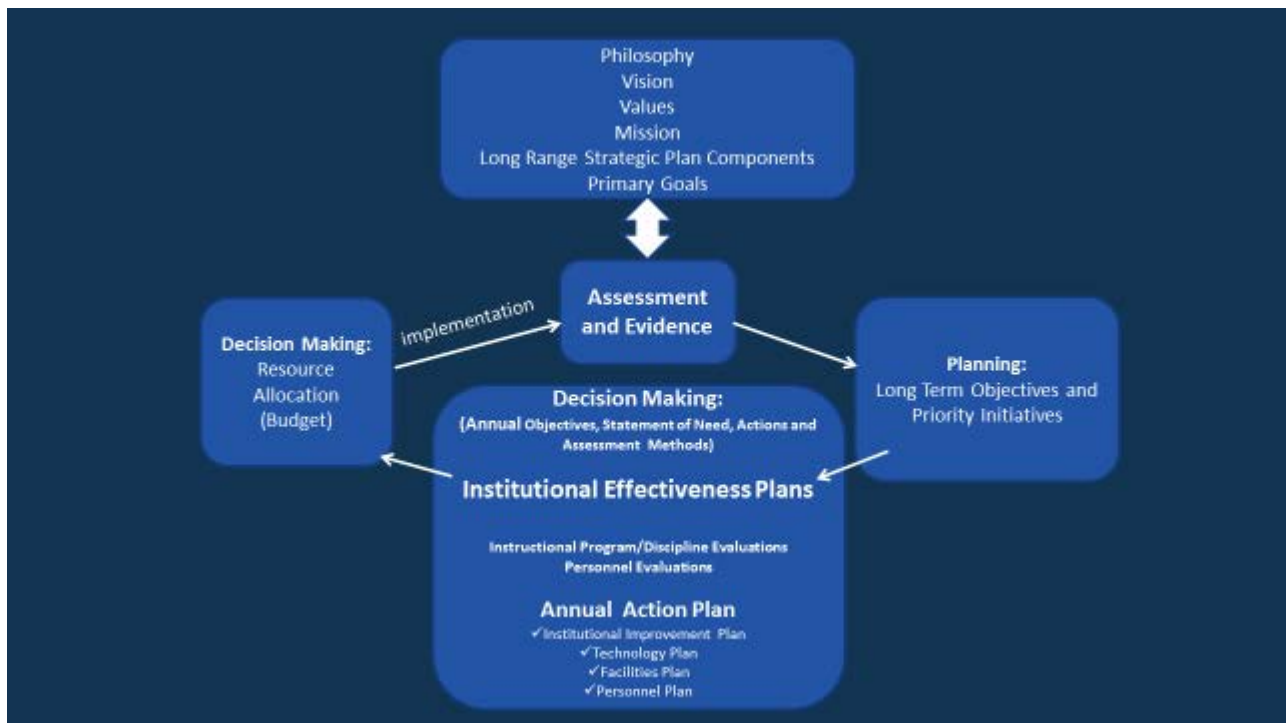 Philosophy
Vision
Values
Mission
Long Range Strategic Plan Components
Primary Goals
Assessment
and Evidence
implementation
Decision Making:
Resource
Allocation
(Budget)
Planning:
Long Term Objectives and
Priority Initiatives
Decision Making:
(Annual Objectives, Statement of Need, Actions and
Assessment Methods)
Institutional Effectiveness Plans
Instructional Program/Discipline Evaluations
Personnel Evaluations
Annual Action Plan
✓Institutional Improvement Plan
✓Technology Plan
✓Facilities Plan
✓Personnel Plan